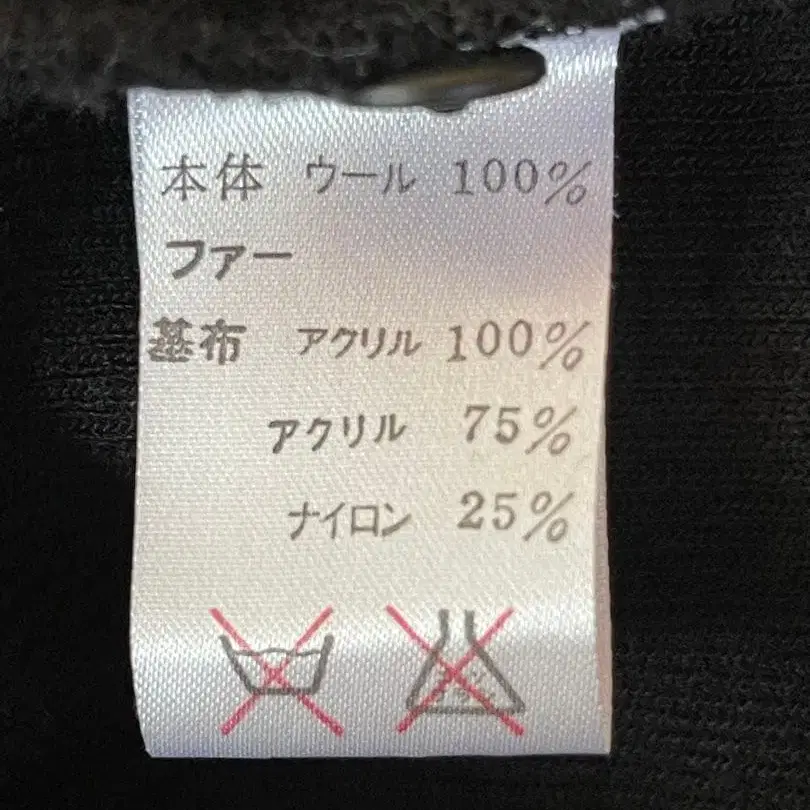 本体 ウール 100%
ファー
基布 アクリル 100%
アクリル 75%
ナイロン 25%